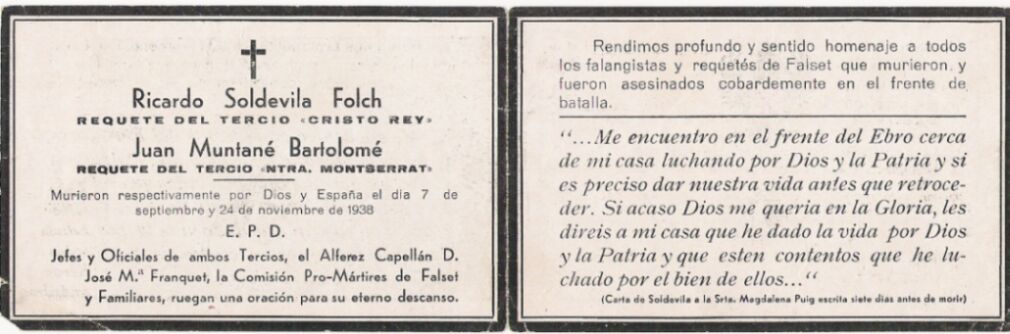 Ricardo Soldevila Folch
REQUETE DEL TERCIO «CRISTO REY»
Juan Muntané Bartolomé
REQUETE DEL TERCIO «NTRA. MONTSERRAT»
Murieron respectivamente por Dios y España el dia 7 de
septiembre y 24 de noviembre de 1938
E. P. D.
Jefes y Oficiales de ambos Tercios, el Alferez Capellán D.
José M.ª Franquet, la Comisión Pro-Mártires de Falset
y Familiares, ruegan una oración para su eterno descanso.
Rendimos profundo y sentido homenaje a todos
los falangistas y requetés de Falset que murieron y
fueron asesinados cobardemente en el frente de
batalla.
“...Me encuentro en el frente del Ebro cerca
de mi casa luchando por Dios y la Patria y si
es preciso dar nuestra vida antes que retroce-
der. Si acaso Dios me queria en la Gloria, les
direis a mi casa que he dado la vida por Dios
y la Patria y que esten contentos que he lu-
chado por el bien de ellos...“
(Carta de Soldevila a la Srta. Magdalena Puig escrita siete días antes de morir)